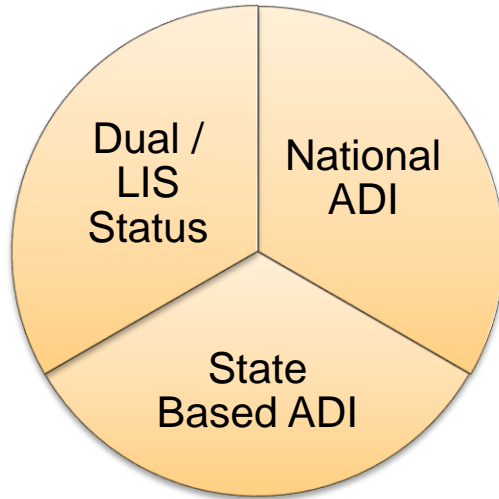 Dual /
LIS
Status
National
ADI
State
Based ADI